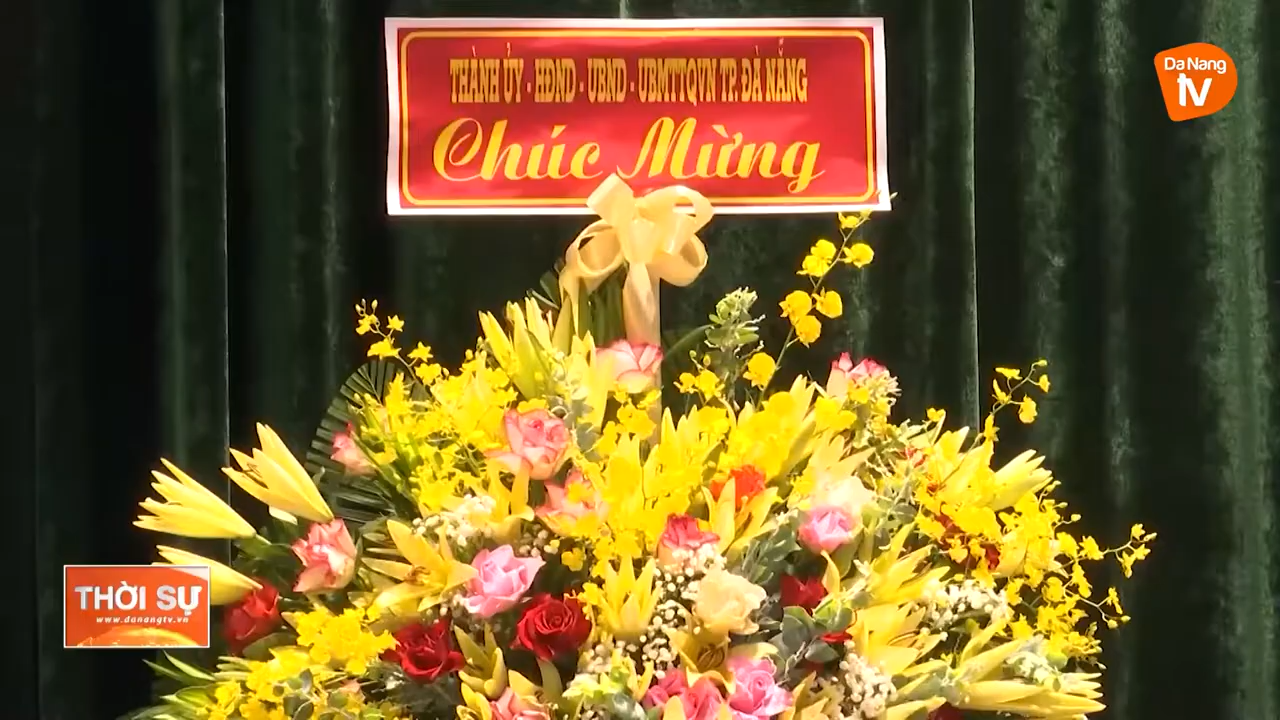 THÀNH ỦY - HĐND - UBND - UBMTTQVN TP. ĐÀ NẴNG
Chúc Mừng
Da Nang
tv
THỜI SỰ
www.danangtv.vn